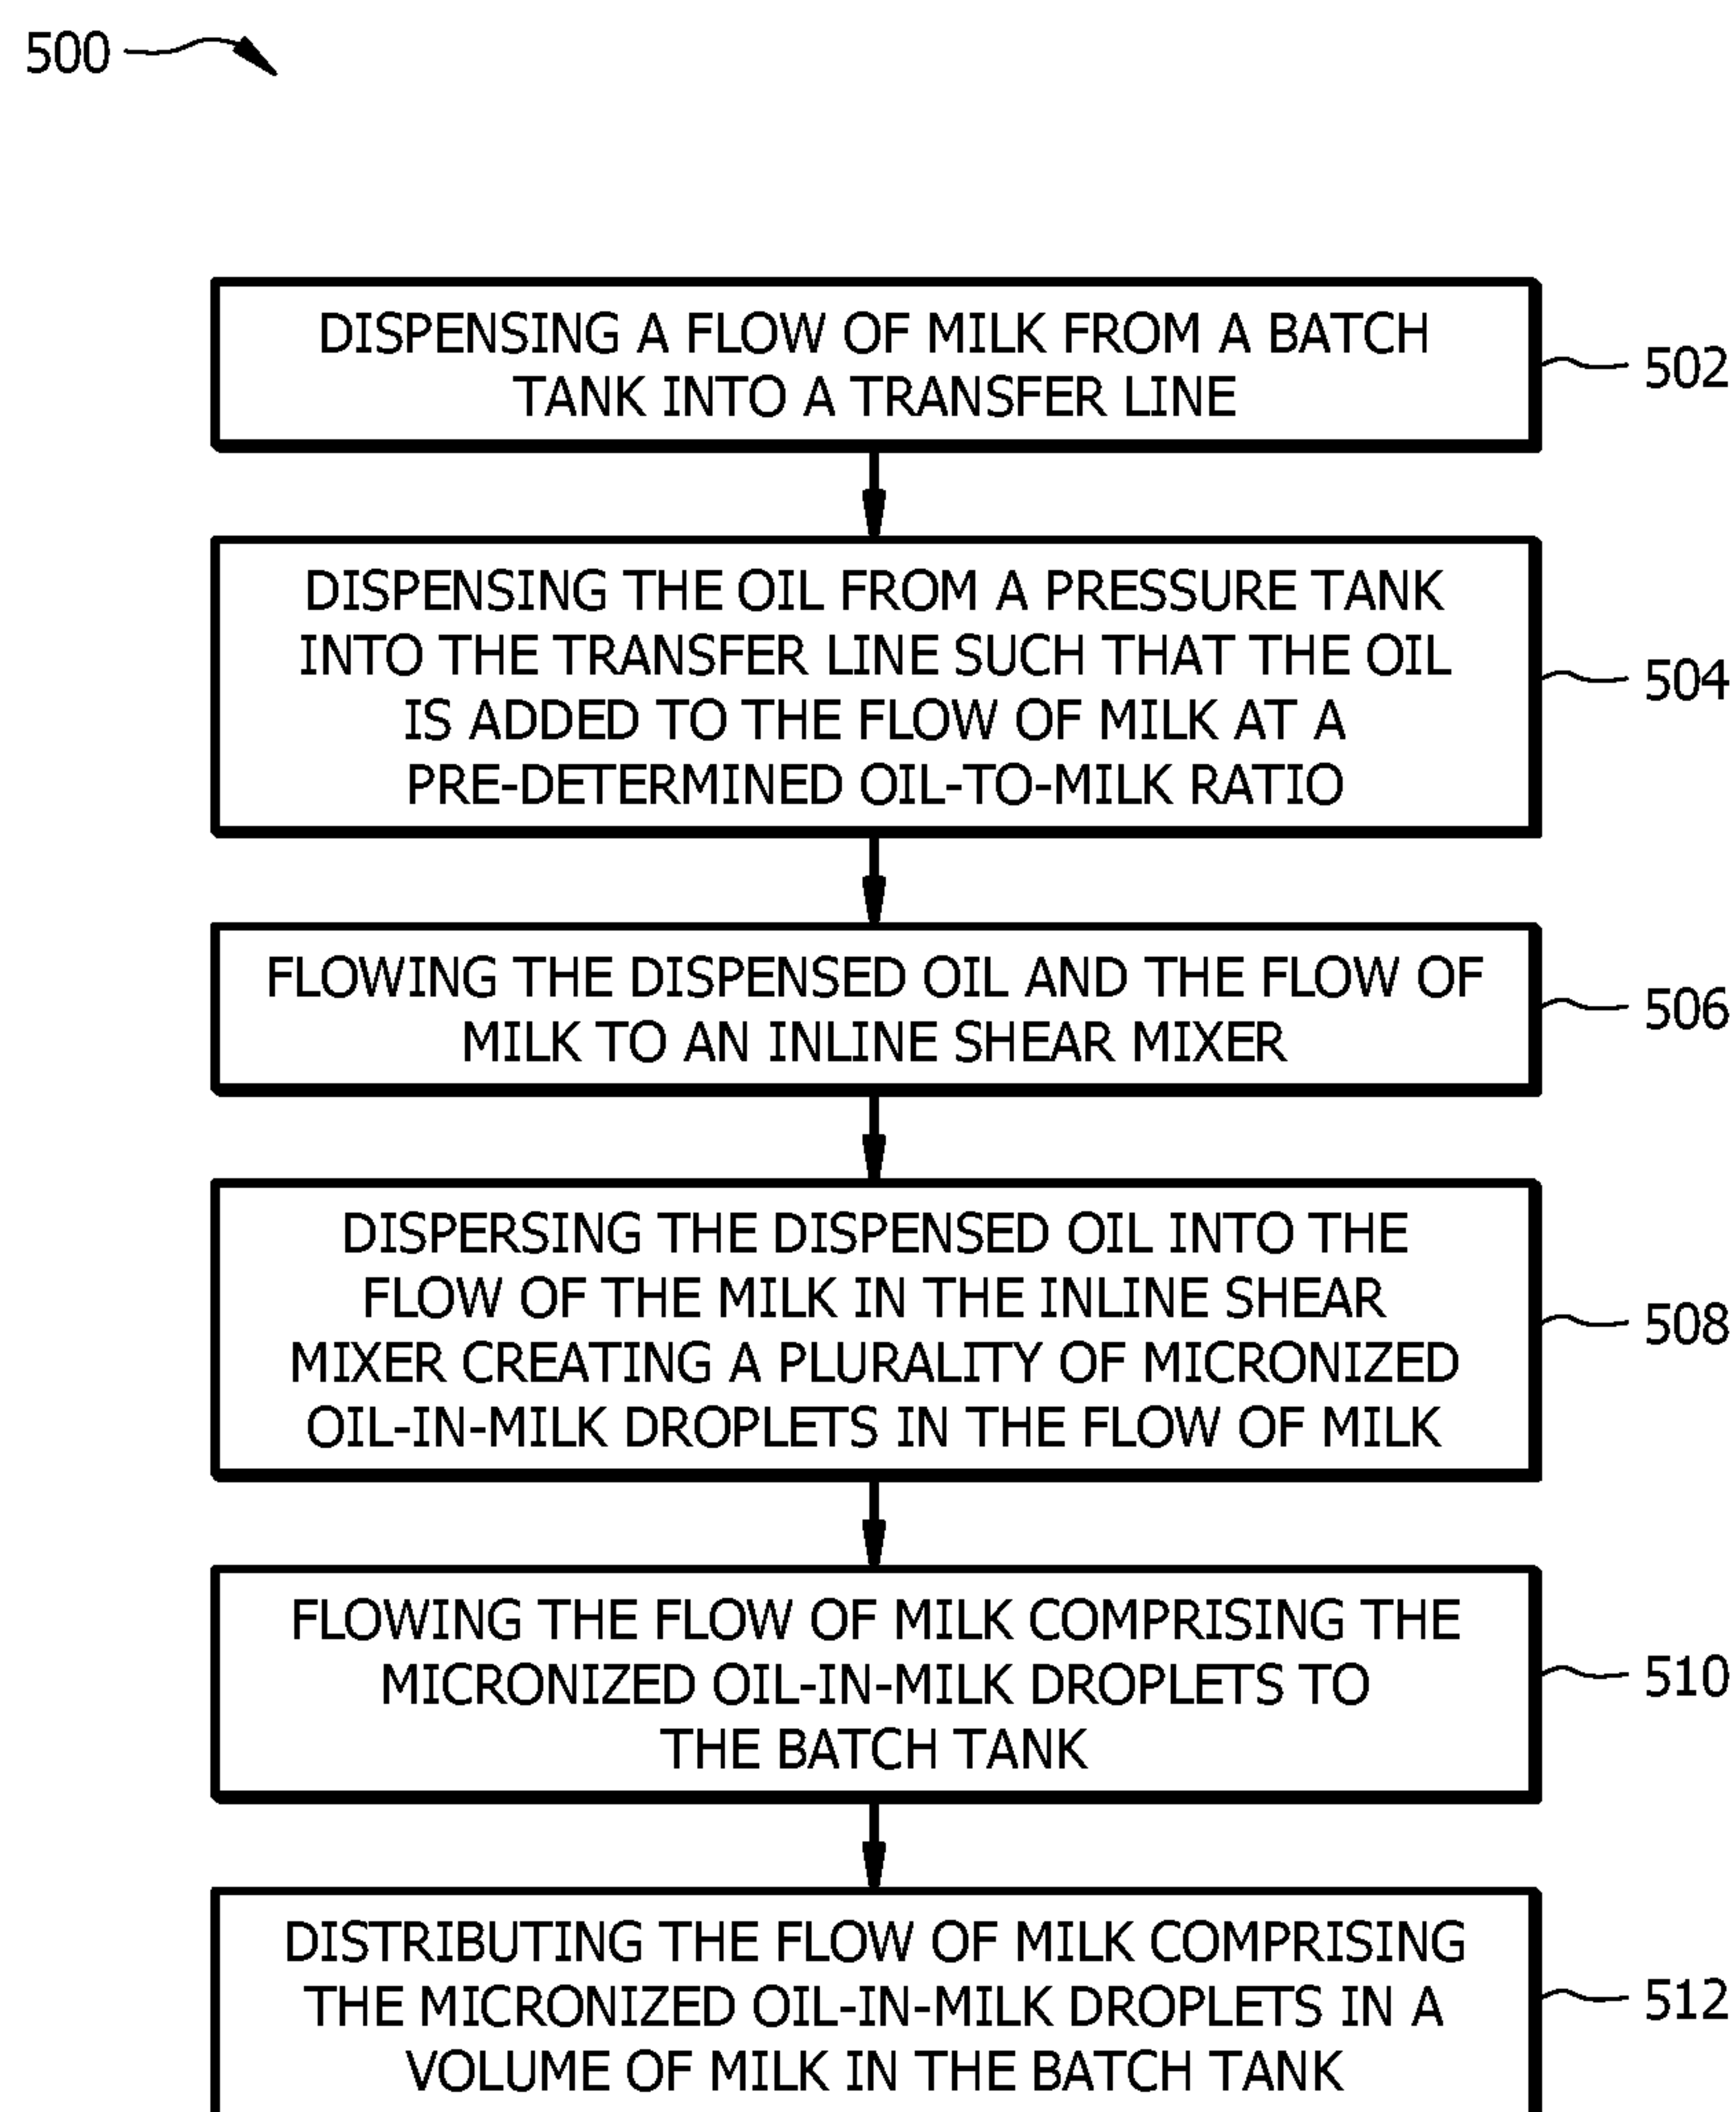 500
DISPENSING A FLOW OF MILK FROM A BATCH
TANK INTO A TRANSFER LINE
502
DISPENSING THE OIL FROM A PRESSURE TANK
INTO THE TRANSFER LINE SUCH THAT THE OIL
IS ADDED TO THE FLOW OF MILK AT A
PRE-DETERMINED OIL-TO-MILK RATIO
504
FLOWING THE DISPENSED OIL AND THE FLOW OF
MILK TO AN INLINE SHEAR MIXER
506
DISPERSING THE DISPENSED OIL INTO THE
FLOW OF THE MILK IN THE INLINE SHEAR
MIXER CREATING A PLURALITY OF MICRONIZED
OIL-IN-MILK DROPLETS IN THE FLOW OF MILK
508
FLOWING THE FLOW OF MILK COMPRISING THE
MICRONIZED OIL-IN-MILK DROPLETS TO
THE BATCH TANK
510
DISTRIBUTING THE FLOW OF MILK COMPRISING
THE MICRONIZED OIL-IN-MILK DROPLETS IN A
VOLUME OF MILK IN THE BATCH TANK
512